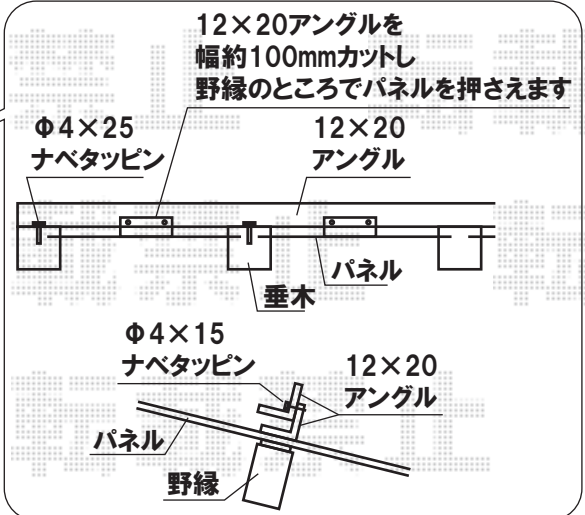 12×20アングルを
幅約100mmカットし
野縁のところでパネルを押さえます
Φ4×25
ナベタッピン
12×20
アングル
パネル
垂木
Φ4×15
ナベタッピン
12×20
アングル
パネル
野縁